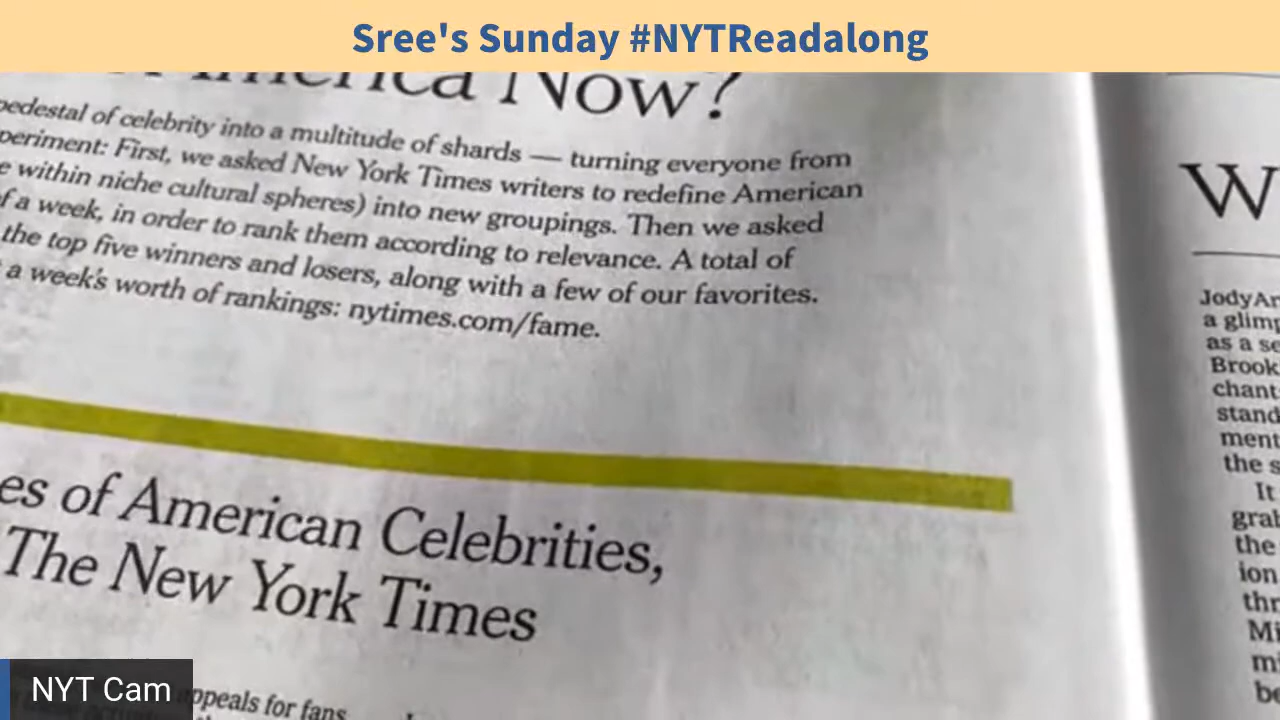 Sree's Sunday #NYTReadalong
America Now?
pedestal of celebrity into a multitude of shards — turning everyone from
periment: First, we asked New York Times writers to redefine American
e within niche cultural spheres) into new groupings. Then we asked
of a week, in order to rank them according to relevance. A total of
the top five winners and losers, along with a few of our favorites.
a week's worth of rankings: nytimes.com/fame.
es of American Celebrities,
The New York Times
appeals for fans
NYT Cam
W
JodyAr
a glimp
as a se
Brook
chant
stand
ment
the s
It
grah
the
ion
thr
Mi
mi
be